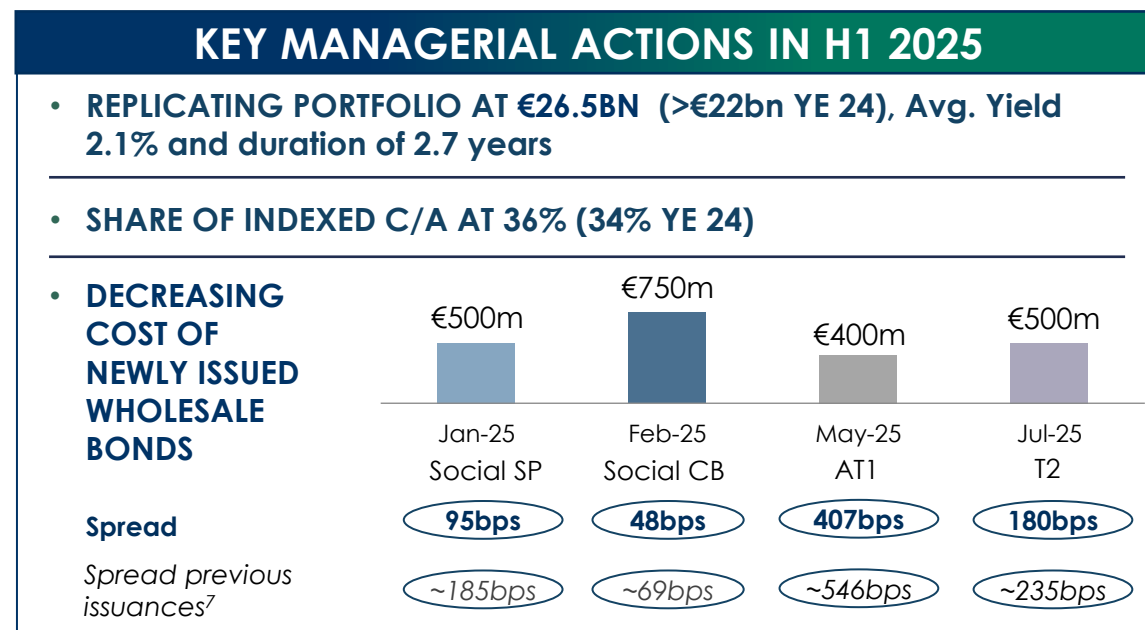 KEY MANAGERIAL ACTIONS IN H1 2025
• REPLICATING PORTFOLIO AT €26.5BN (>€22bn YE 24), Avg. Yield
2.1% and duration of 2.7 years
• SHARE OF INDEXED C/A AT 36% (34% YE 24)
• DECREASING
COST OF
NEWLY ISSUED
WHOLESALE
BONDS
€500m €750m €400m €500m
Jan-25 Feb-25 May-25 Jul-25
Social SP Social CB AT1 T2
Spread 95bps 48bps 407bps 180bps
Spread previous
issuances⁷ ~185bps ~69bps ~546bps ~235bps